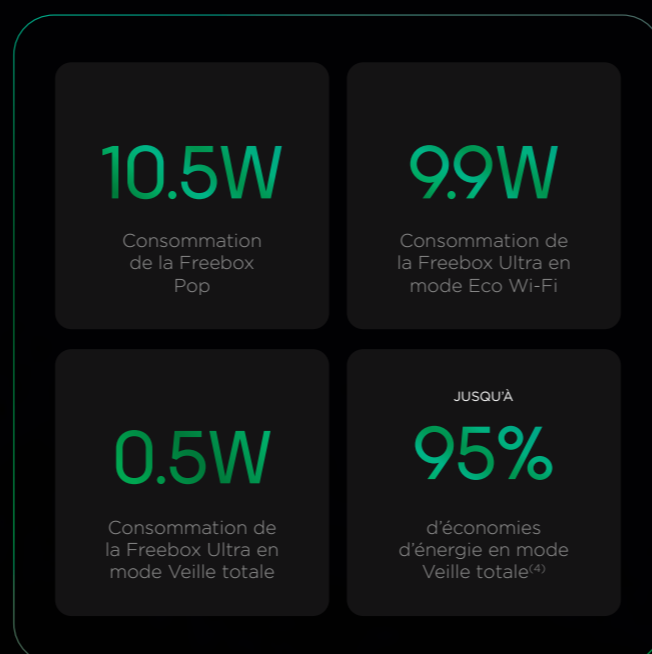 10.5W
Consommation
de la Freebox
Pop
9.9W
Consommation de
la Freebox Ultra en
mode Eco Wi-Fi
0.5W
Consommation de
la Freebox Ultra en
mode Veille totale
JUSQU'À
95%
d'économies
d'énergie en mode
Veille totale⁽⁴⁾